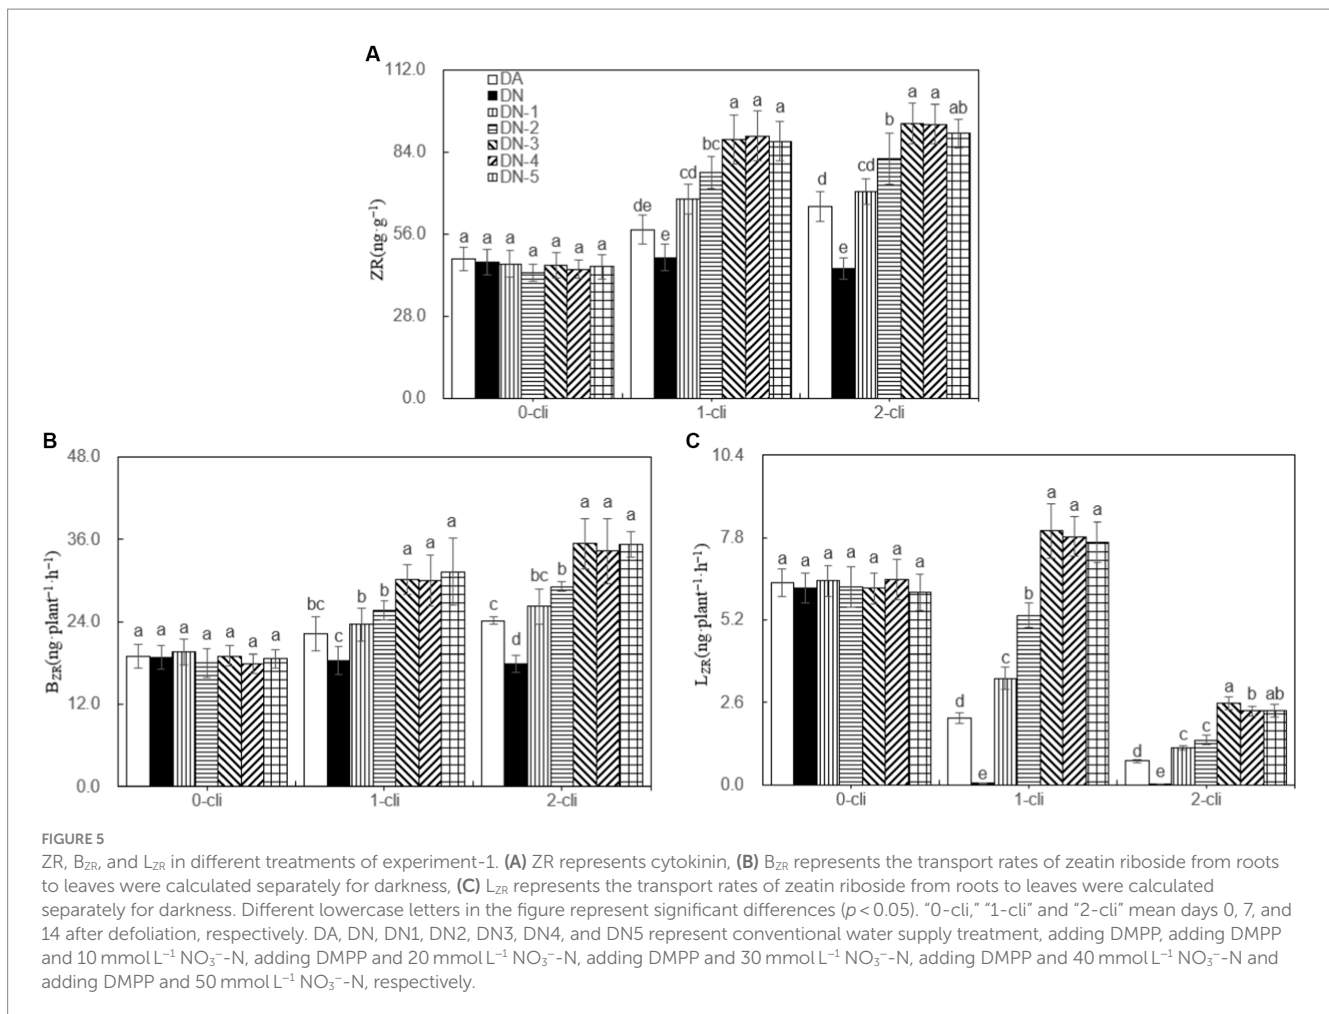 A
112.0
84.0
56.0
28.0
0.0
ZR(ng·g⁻¹)
DA
DN
DN-1
DN-2
DN-3
DN-4
DN-5
a a a a a a a
de e cd bc a a a
d e cd b a a ab
0-cli 1-cli 2-cli
B
48.0
36.0
24.0
12.0
0.0
B_ZR(ng·plant⁻¹·h⁻¹)
a a a a a a a
bc c b b a a a
c d bc b a a a
0-cli 1-cli 2-cli
C
10.4
7.8
5.2
2.6
0.0
L_ZR(ng·plant⁻¹·h⁻¹)
a a a a a a a
d e c b a a a
d e c c a b ab
0-cli 1-cli 2-cli
FIGURE 5
ZR, B_ZR, and L_ZR in different treatments of experiment-1. (A) ZR represents cytokinin, (B) B_ZR represents the transport rates of zeatin riboside from roots
to leaves were calculated separately for darkness, (C) L_ZR represents the transport rates of zeatin riboside from roots to leaves were calculated
separately for darkness. Different lowercase letters in the figure represent significant differences (p < 0.05). "0-cli," "1-cli" and "2-cli" mean days 0, 7, and
14 after defoliation, respectively. DA, DN, DN1, DN2, DN3, DN4, and DN5 represent conventional water supply treatment, adding DMPP, adding DMPP
and 10 mmol L⁻¹ NO₃⁻-N, adding DMPP and 20 mmol L⁻¹ NO₃⁻-N, adding DMPP and 30 mmol L⁻¹ NO₃⁻-N, adding DMPP and 40 mmol L⁻¹ NO₃⁻-N and
adding DMPP and 50 mmol L⁻¹ NO₃⁻-N, respectively.